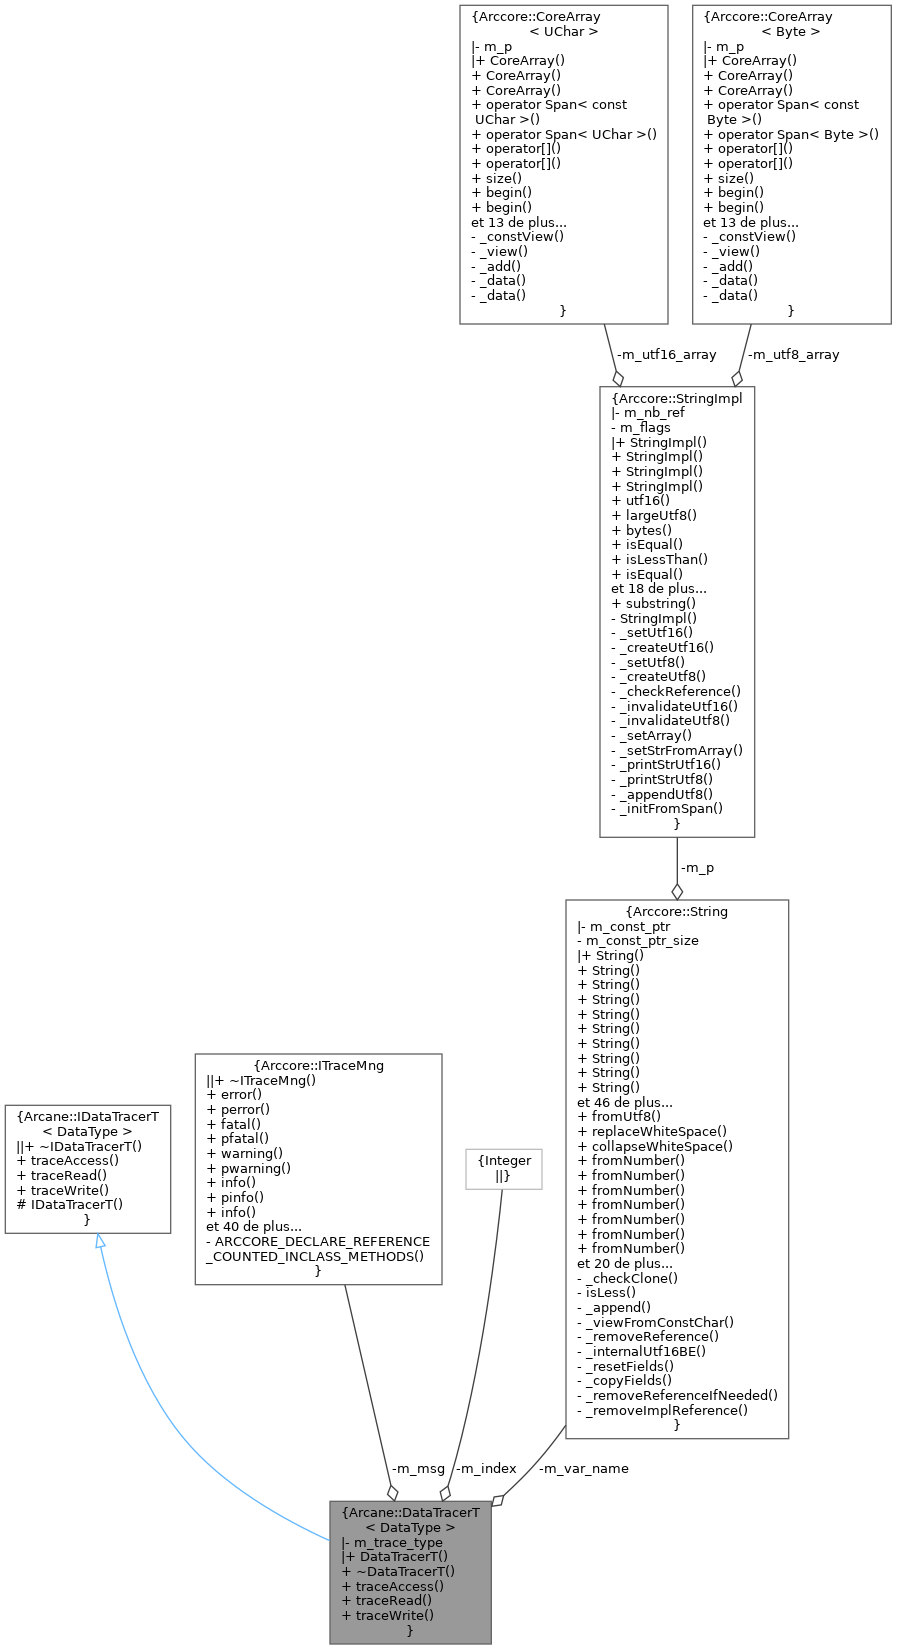 {Arccore::CoreArray
< UChar >
|- m_p
|+ CoreArray()
+ CoreArray()
+ CoreArray()
+ operator Span< const
UChar >()
+ operator Span< UChar >()
+ operator[]()
+ operator[]()
+ size()
+ begin()
+ begin()
et 13 de plus...
- _constView()
- _view()
- _add()
- _data()
- _data()
}
{Arccore::CoreArray
< Byte >
|- m_p
|+ CoreArray()
+ CoreArray()
+ CoreArray()
+ operator Span< const
Byte >()
+ operator Span< Byte >()
+ operator[]()
+ operator[]()
+ size()
+ begin()
+ begin()
et 13 de plus...
- _constView()
- _view()
- _add()
- _data()
- _data()
}
-m_utf16_array
-m_utf8_array
{Arccore::StringImpl
|- m_nb_ref
- m_flags
|+ StringImpl()
+ StringImpl()
+ StringImpl()
+ StringImpl()
+ utf16()
+ largeUtf8()
+ bytes()
+ isEqual()
+ isLessThan()
+ isEqual()
et 18 de plus...
+ substring()
- StringImpl()
- _setUtf16()
- _createUtf16()
- _setUtf8()
- _createUtf8()
- _checkReference()
- _invalidateUtf16()
- _invalidateUtf8()
- _setArray()
- _setStrFromArray()
- _printStrUtf16()
- _printStrUtf8()
- _appendUtf8()
- _initFromSpan()
}
-m_p
{Arccore::String
|- m_const_ptr
- m_const_ptr_size
|+ String()
+ String()
+ String()
+ String()
+ String()
+ String()
+ String()
+ String()
+ String()
+ String()
et 46 de plus...
+ fromUtf8()
+ replaceWhiteSpace()
+ collapseWhiteSpace()
+ fromNumber()
+ fromNumber()
+ fromNumber()
+ fromNumber()
+ fromNumber()
+ fromNumber()
+ fromNumber()
et 20 de plus...
- _checkClone()
- isLess()
- _append()
- _viewFromConstChar()
- _removeReference()
- _internalUtf16BE()
- _resetFields()
- _copyFields()
- _removeReferenceIfNeeded()
- _removeImplReference()
}
{Arccore::ITraceMng
||+ ~ITraceMng()
+ error()
+ perror()
+ fatal()
+ pfatal()
+ warning()
+ pwarning()
+ info()
+ pinfo()
+ info()
et 40 de plus...
- ARCCORE_DECLARE_REFERENCE
_COUNTED_INCLASS_METHODS()
}
{Arcane::IDataTracerT
< DataType >
||+ ~IDataTracerT()
+ traceAccess()
+ traceRead()
+ traceWrite()
# IDataTracerT()
}
{Integer
||}
-m_msg
-m_index
-m_var_name
{Arcane::DataTracerT
< DataType >
|- m_trace_type
|+ DataTracerT()
+ ~DataTracerT()
+ traceAccess()
+ traceRead()
+ traceWrite()
}